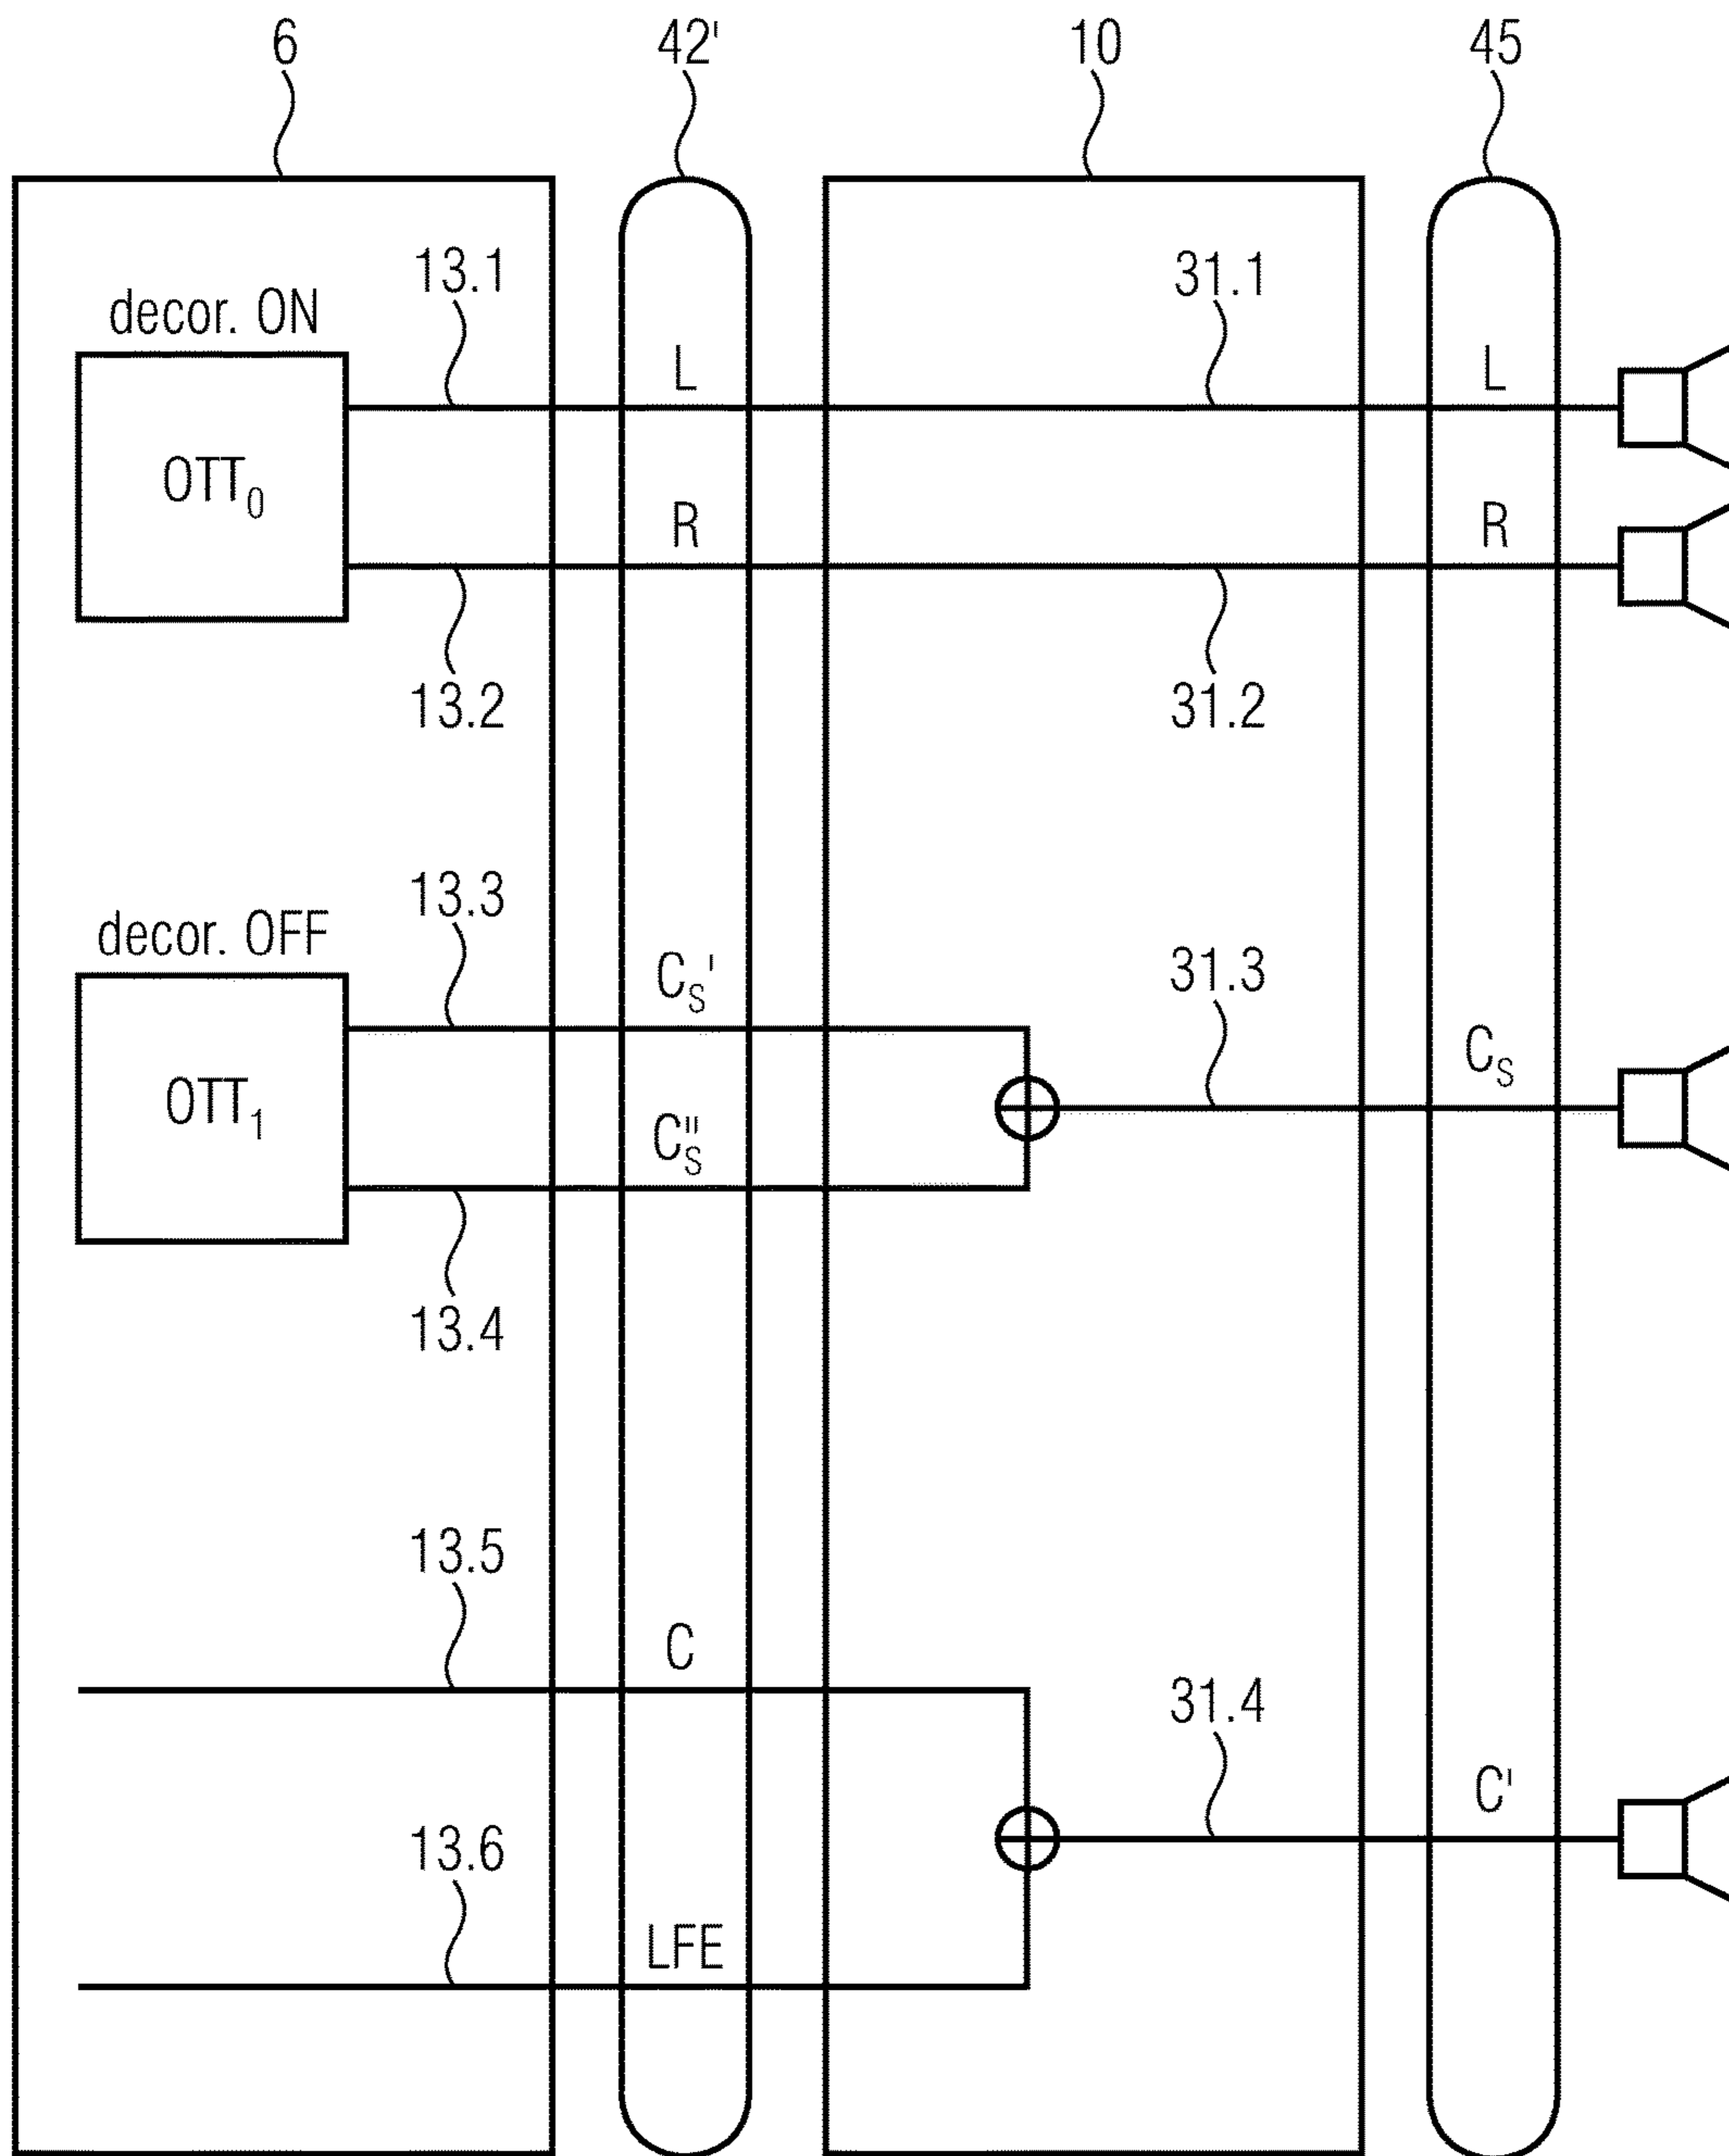 6 42' 10 45
13.1 31.1
decor. ON
L L
OTT0
R R
13.2 31.2
13.3
decor. OFF
CS' 31.3
CS
OTT1
CS"
13.4
13.5
C
31.4
C'
13.6
LFE